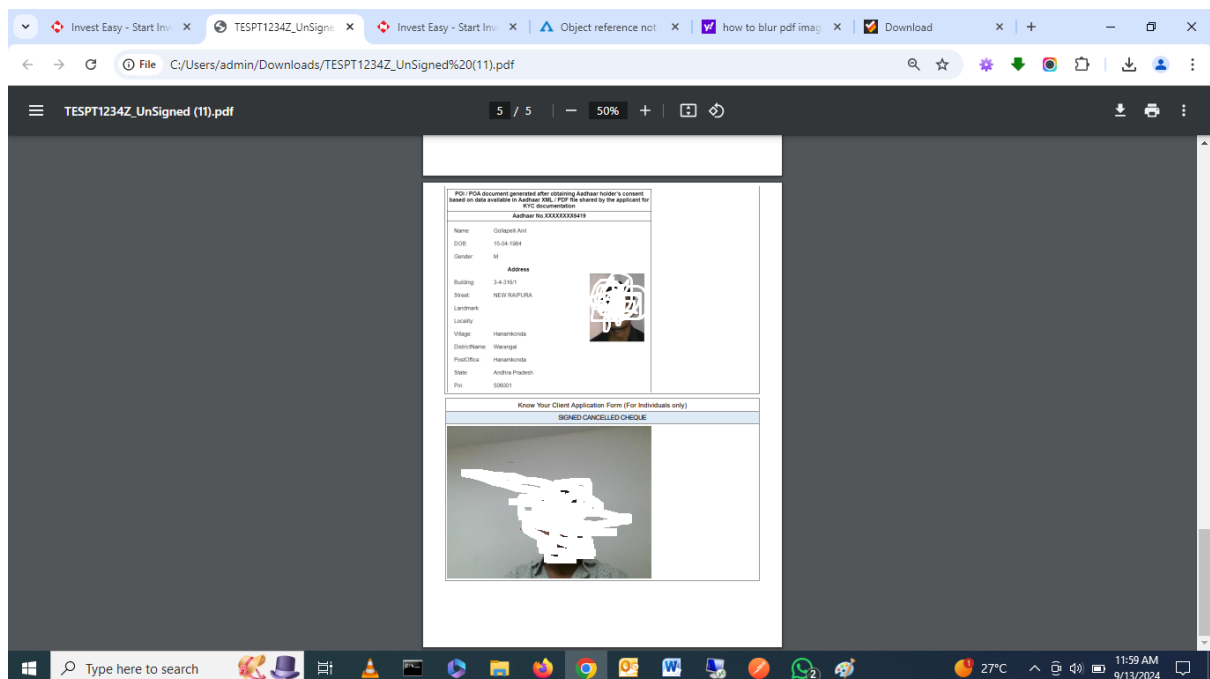 Invest Easy - Start Inv
TESPT1234Z_UnSigne
Invest Easy - Start Inv
Object reference not
how to blur pdf imag
Download
File C:/Users/admin/Downloads/TESPT1234Z_UnSigned%20(11).pdf
TESPT1234Z_UnSigned (11).pdf
5 / 5
50%
POI / POA document generated after obtaining Aadhaar holder's consent
based on data available in Aadhaar XML / PDF file shared by the applicant for
KYC documentation
Aadhaar No.XXXXXXXX6419
Name: Gollapelli Anil
DOB: 15-04-1984
Gender: M
Address
Building: 3-4-316/1
Street: NEW RAIPURA
Landmark:
Locality:
Village: Hanamkonda
DistrictName: Warangal
PostOffice: Hanamkonda
State: Andhra Pradesh
Pin: 506001
Know Your Client Application Form (For Individuals only)
SIGNED CANCELLED CHEQUE
Type here to search
27°C
11:59 AM
9/13/2024